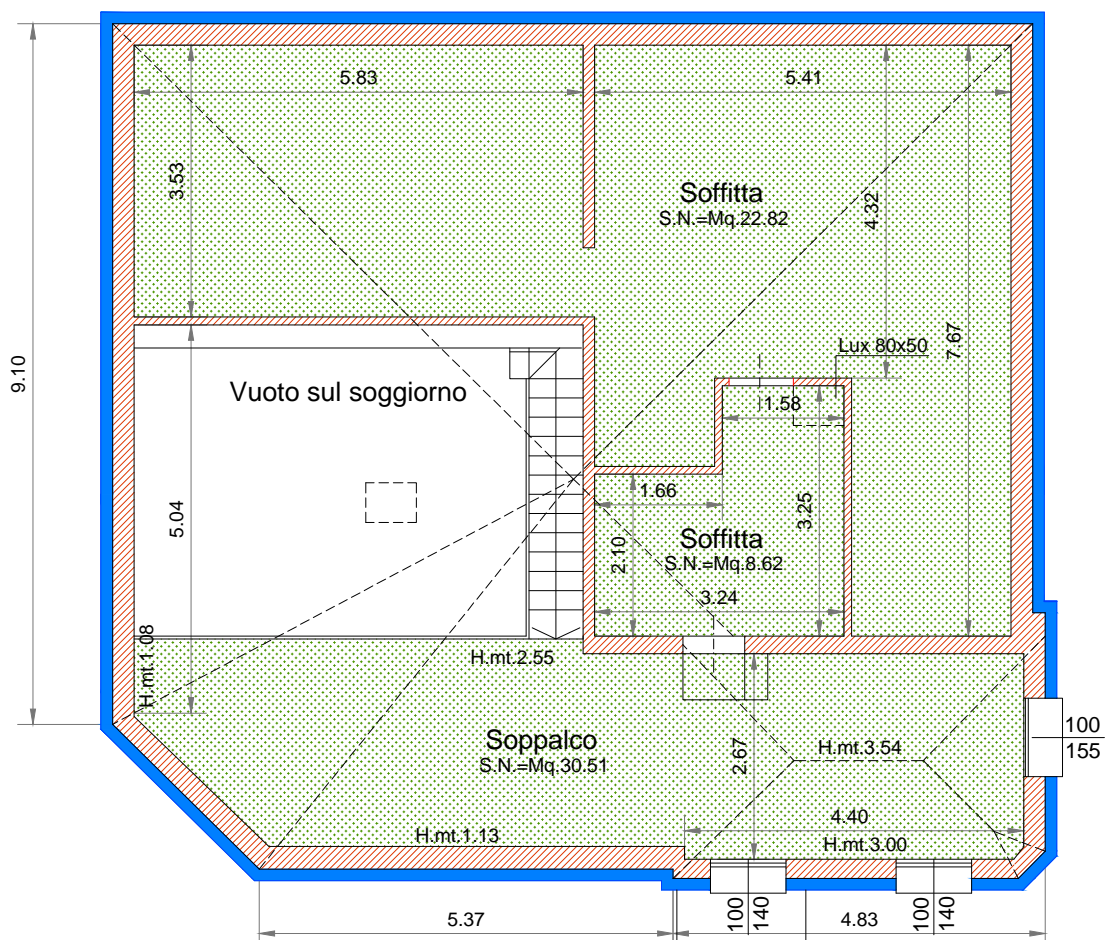 5.83
5.41
3.53
Soffitta
S.N.=Mq.22.82
4.32
9.10
7.67
Lux 80x50
Vuoto sul soggiorno
1.58
1.66
3.25
5.04
2.10
Soffitta
S.N.=Mq.8.62
3.24
H.mt.1.08
H.mt.2.55
Soppalco
S.N.=Mq.30.51
2.67
H.mt.3.54
100
155
4.40
H.mt.1.13
H.mt.3.00
5.37
100
140
4.83
100
140